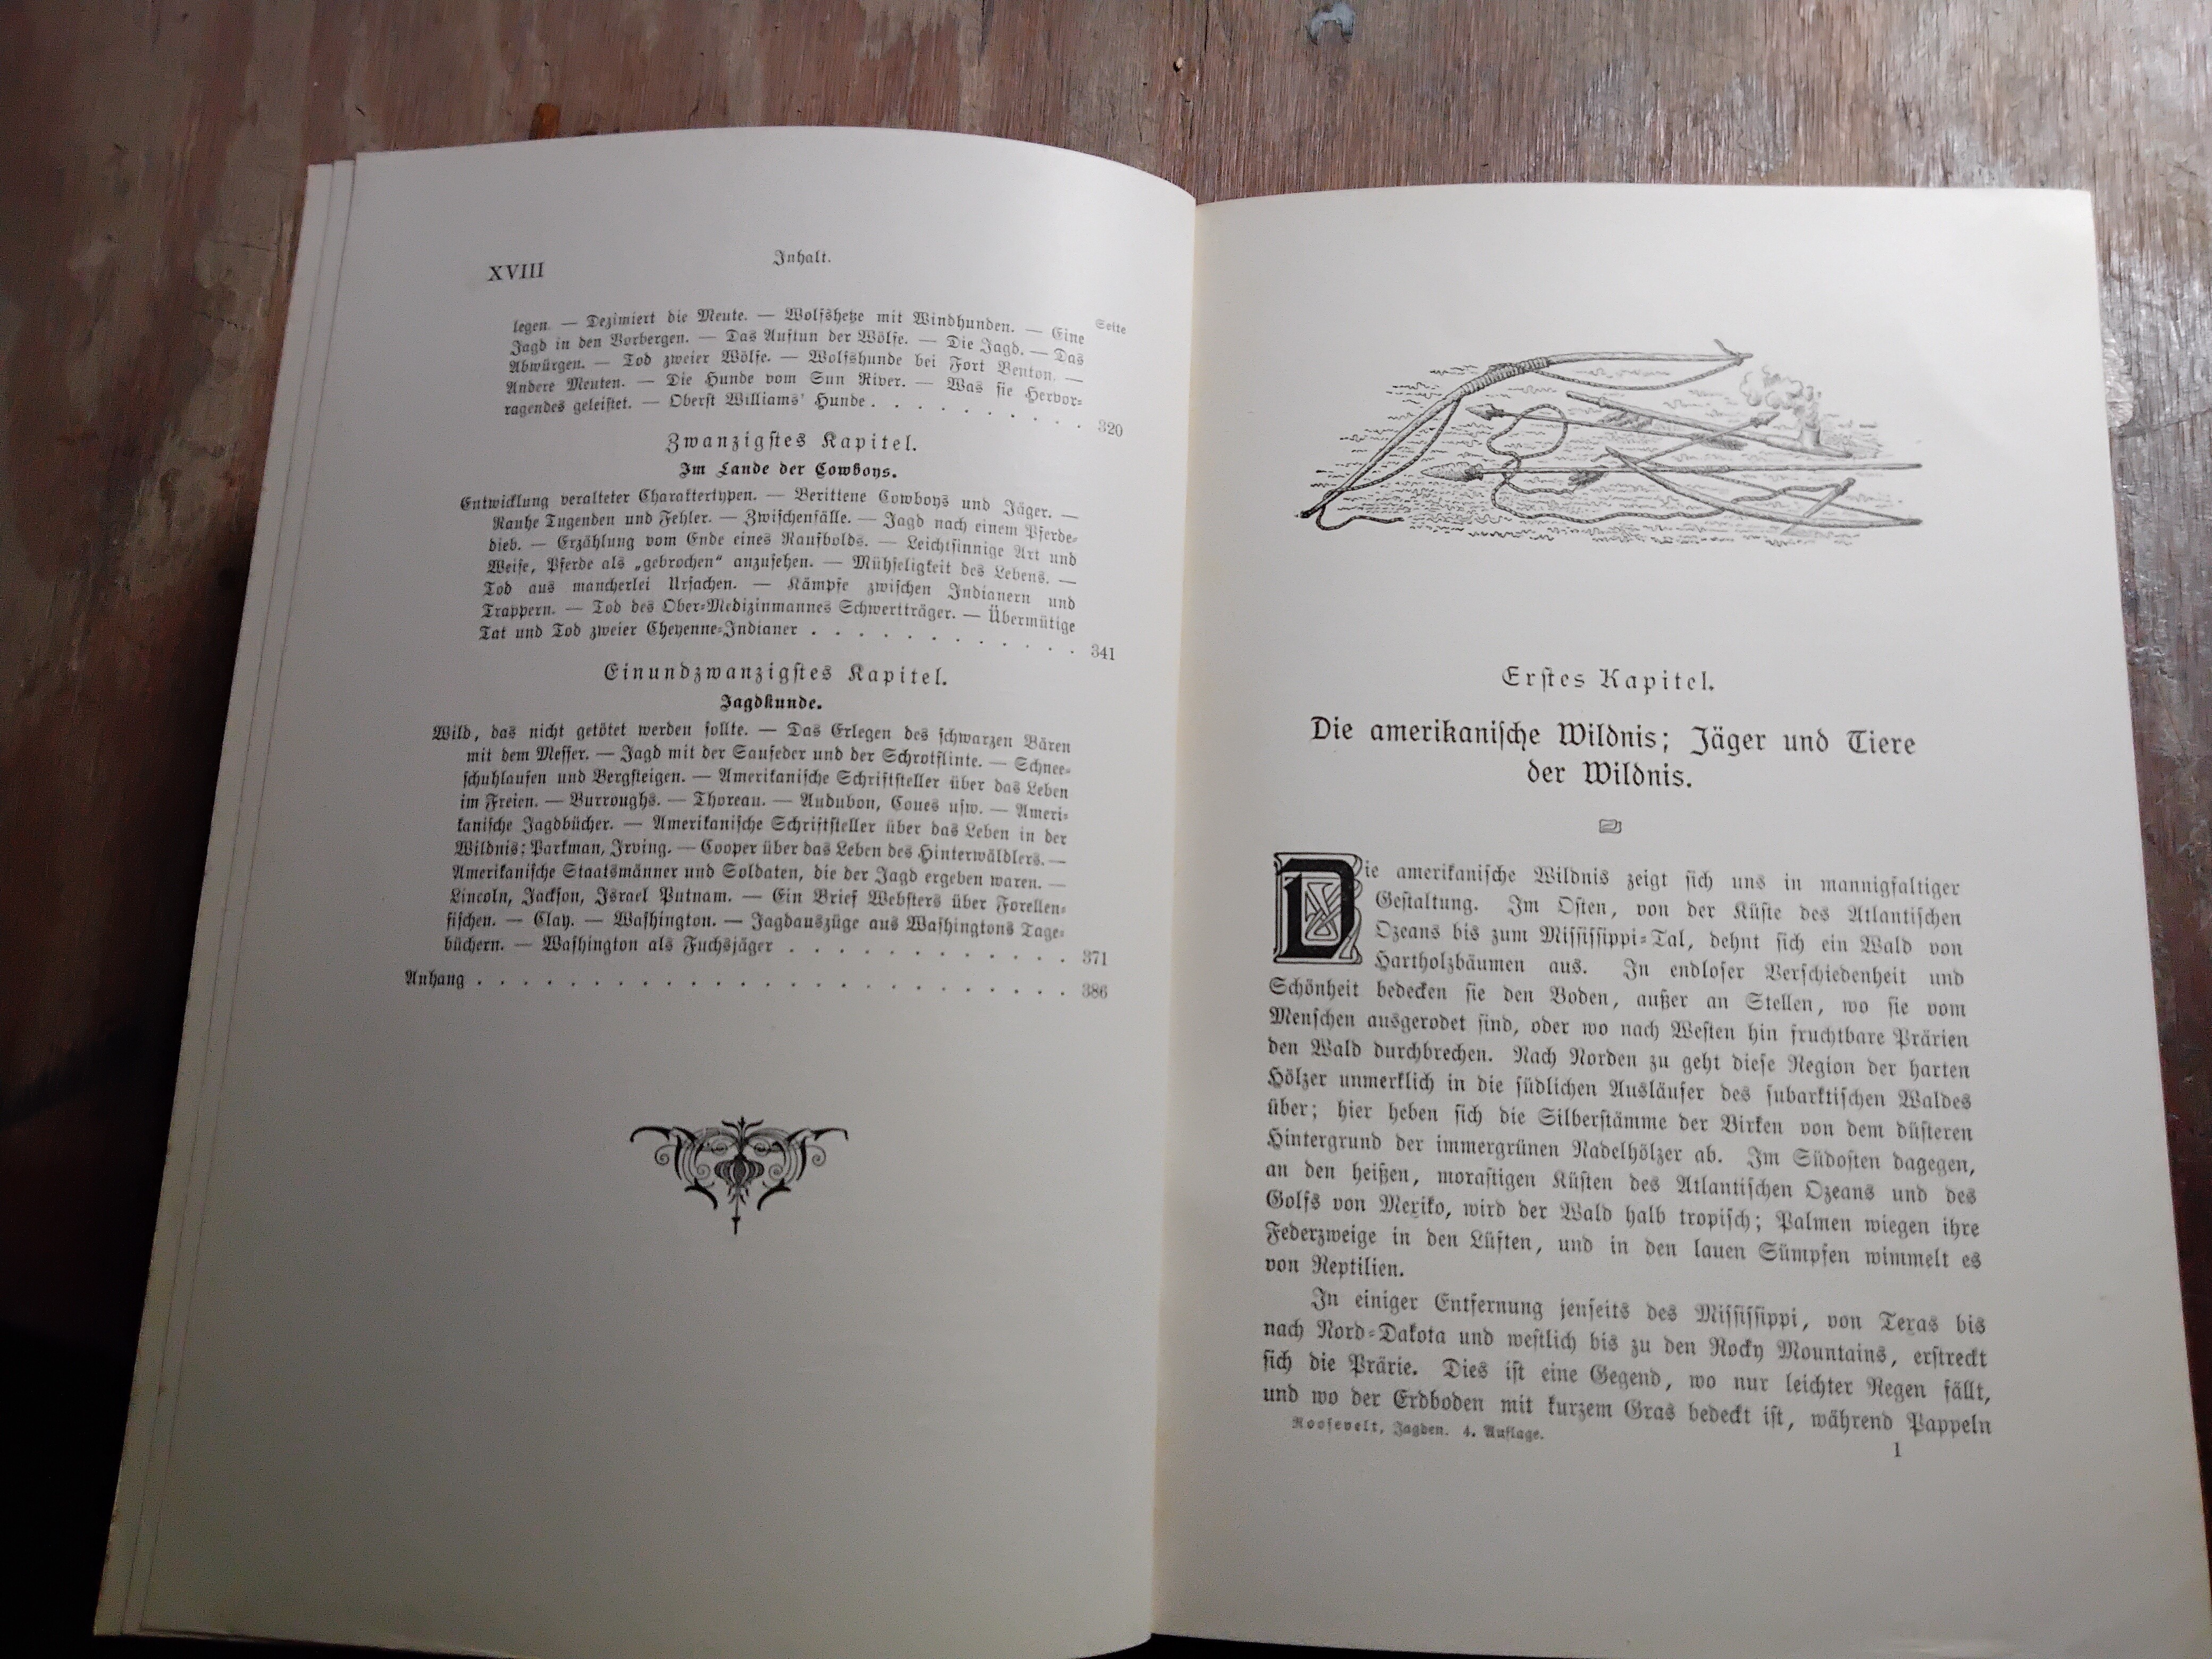 XVIII
Inhalt.
Seite
legen. — Dezimiert die Meute. — Wolfshetze mit Windhunden. — Eine
Jagd in den Vorbergen. — Das Auftun der Wölfe. — Die Jagd. — Das
Abwürgen. — Tod zweier Wölfe. — Wolfshunde bei Fort Benton. —
Andere Meuten. — Die Hunde vom Sun River. — Was sie Hervor-
ragendes geleistet. — Oberst Williams' Hunde . . . . . . . . . . 320
Zwanzigstes Kapitel.
Im Lande der Cowboys.
Entwicklung veralteter Charaktertypen. — Berittene Cowboys und Jäger. —
Rauhe Tugenden und Fehler. — Zwischenfälle. — Jagd nach einem Pferde-
dieb. — Erzählung vom Ende eines Raufbolds. — Leichtsinnige Art und
Weise, Pferde als „gebrochen“ anzusehen. — Mühseligkeit des Lebens. —
Tod aus mancherlei Ursachen. — Kämpfe zwischen Indianern und
Trappern. — Tod des Ober-Medizinmannes Schwertträger. — Übermütige
Tat und Tod zweier Cheyenne-Indianer . . . . . . . . . . . . 341
Einundzwanzigstes Kapitel.
Jagdkunde.
Wild, das nicht getötet werden sollte. — Das Erlegen des schwarzen Bären
mit dem Messer. — Jagd mit der Saufeder und der Schrotflinte. — Schnee-
schuhlaufen und Bergsteigen. — Amerikanische Schriftsteller über das Leben
im Freien. — Burroughs. — Thoreau. — Audubon, Coues usw. — Ameri-
kanische Jagdbücher. — Amerikanische Schriftsteller über das Leben in der
Wildnis; Parkman, Irving. — Cooper über das Leben des Hinterwäldlers. —
Amerikanische Staatsmänner und Soldaten, die der Jagd ergeben waren. —
Lincoln, Jackson, Israel Putnam. — Ein Brief Websters über Forellen-
fischen. — Clay. — Washington. — Jagdauszüge aus Washingtons Tage-
büchern. — Washington als Fuchsjäger . . . . . . . . . . . . 371
Anhang . . . . . . . . . . . . . . . . . . . . . . . . . 386
Erstes Kapitel.
Die amerikanische Wildnis; Jäger und Tiere
der Wildnis.
Die amerikanische Wildnis zeigt sich uns in mannigfaltiger
Gestaltung. Im Osten, von der Küste des Atlantischen
Ozeans bis zum Mississippi-Tal, dehnt sich ein Wald von
Hartholzbäumen aus. In endloser Verschiedenheit und
Schönheit bedecken sie den Boden, außer an Stellen, wo sie vom
Menschen ausgerodet sind, oder wo nach Westen hin fruchtbare Prärien
den Wald durchbrechen. Nach Norden zu geht diese Region der harten
Hölzer unmerklich in die südlichen Ausläufer des subarktischen Waldes
über; hier heben sich die Silberstämme der Birken von dem düsteren
Hintergrund der immergrünen Nadelhölzer ab. Im Südosten dagegen,
an den heißen, morastigen Küsten des Atlantischen Ozeans und des
Golfs von Mexiko, wird der Wald halb tropisch; Palmen wiegen ihre
Federzweige in den Lüften, und in den lauen Sümpfen wimmelt es
von Reptilien.
In einiger Entfernung jenseits des Mississippi, von Texas bis
nach Nord-Dakota und westlich bis zu den Rocky Mountains, erstreckt
sich die Prärie. Dies ist eine Gegend, wo nur leichter Regen fällt,
und wo der Erdboden mit kurzem Gras bedeckt ist, während Pappeln
Roosevelt, Jagden. 4. Auflage.
1